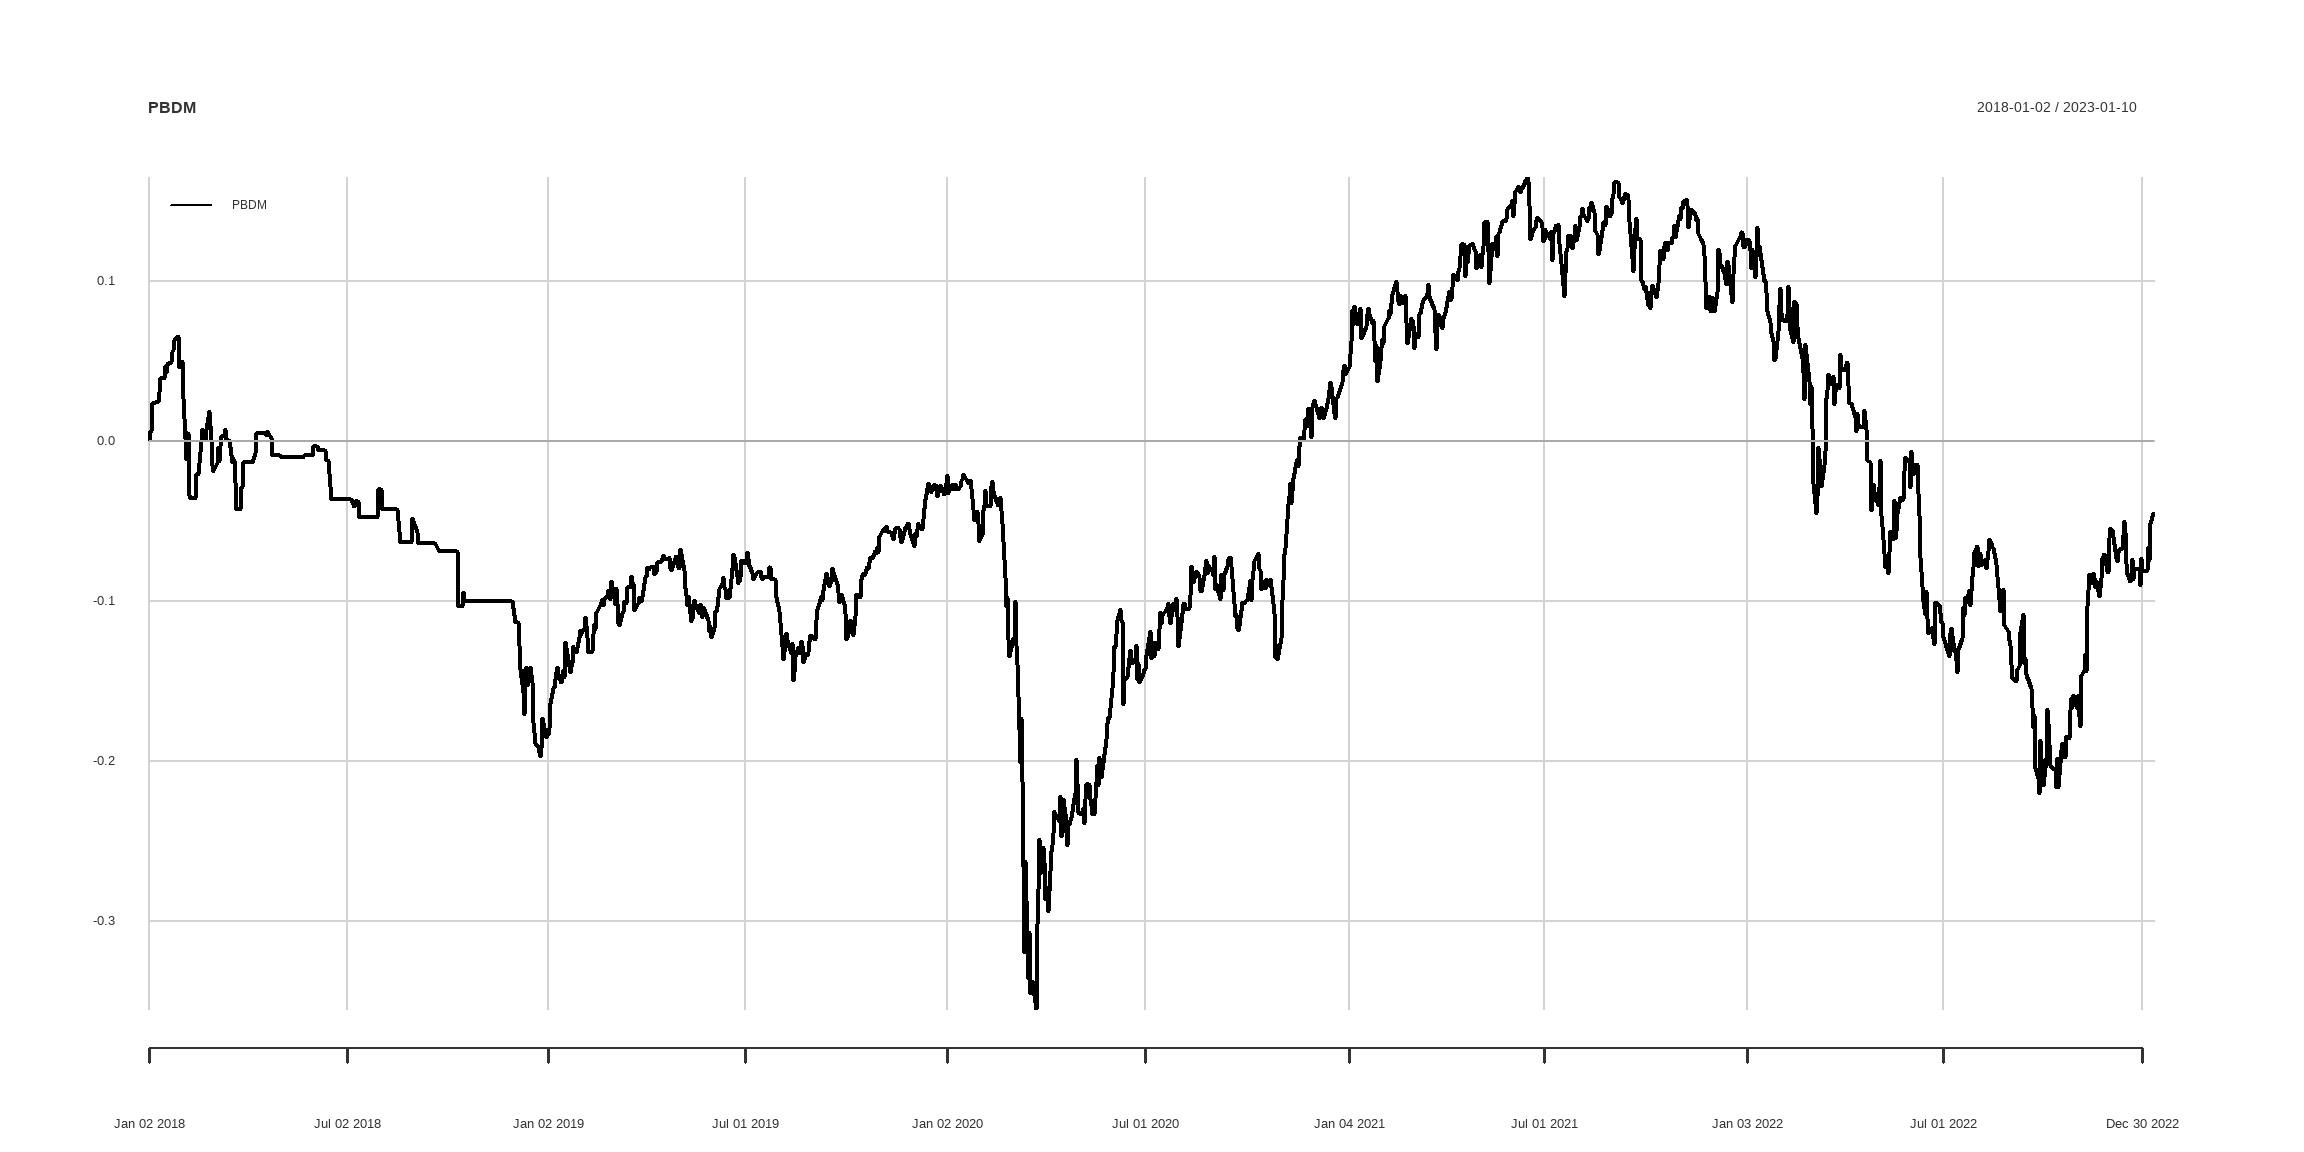 PBDM
2018-01-02 / 2023-01-10
PBDM
0.1
0.0
-0.1
-0.2
-0.3
Jan 02 2018
Jul 02 2018
Jan 02 2019
Jul 01 2019
Jan 02 2020
Jul 01 2020
Jan 04 2021
Jul 01 2021
Jan 03 2022
Jul 01 2022
Dec 30 2022